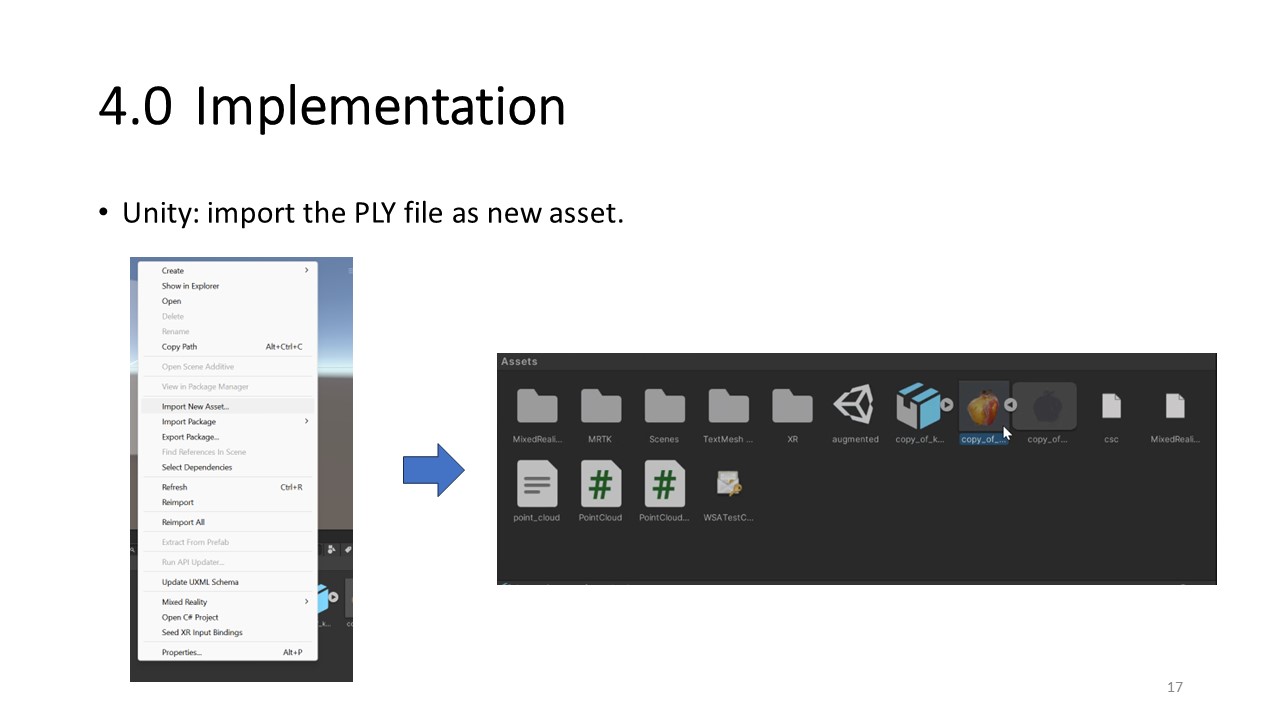 4.0 Implementation
• Unity: import the PLY file as new asset.
Create
Show in Explorer
Open
Delete
Rename
Copy Path Alt+Ctrl+C
Open Scene Additive
View in Package Manager
Import New Asset...
Import Package
Export Package...
Find References In Scene
Select Dependencies
Refresh Ctrl+R
Reimport
Reimport All
Extract From Prefab
Run API Updater...
Update UXML Schema
Mixed Reality
Open C# Project
Seed XR Input Bindings
Properties... Alt+P
Assets
MixedReali... MRTK Scenes TextMesh ... XR augmented copy_of_k... copy_of_... copy_of... csc MixedReali...
point_cloud PointCloud PointCloud... WSATestC...
17